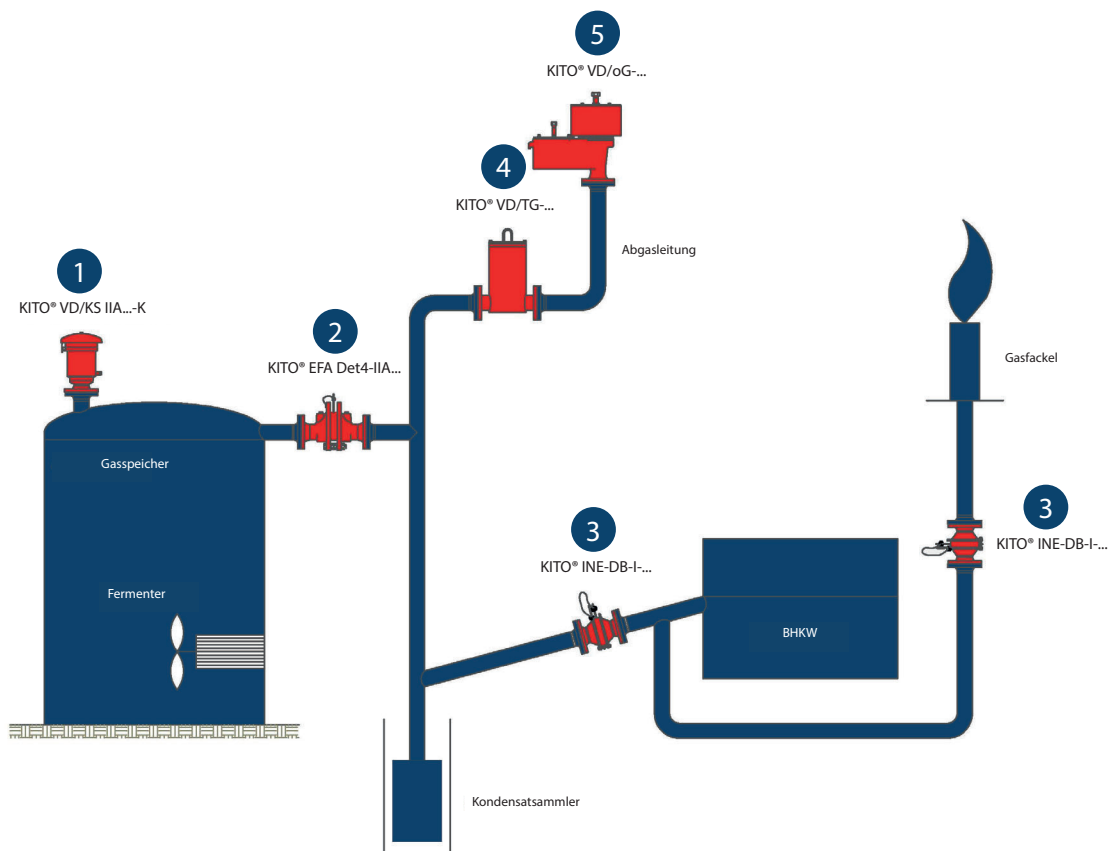 5
KITO® VD/oG-...
4
KITO® VD/TG-...
Abgasleitung
1
KITO® VD/KS IIA...-K
2
KITO® EFA Det4-IIA...
Gasfackel
Gasspeicher
3
KITO® INE-DB-I-...
3
KITO® INE-DB-I-...
Fermenter
BHKW
Kondensatsammler